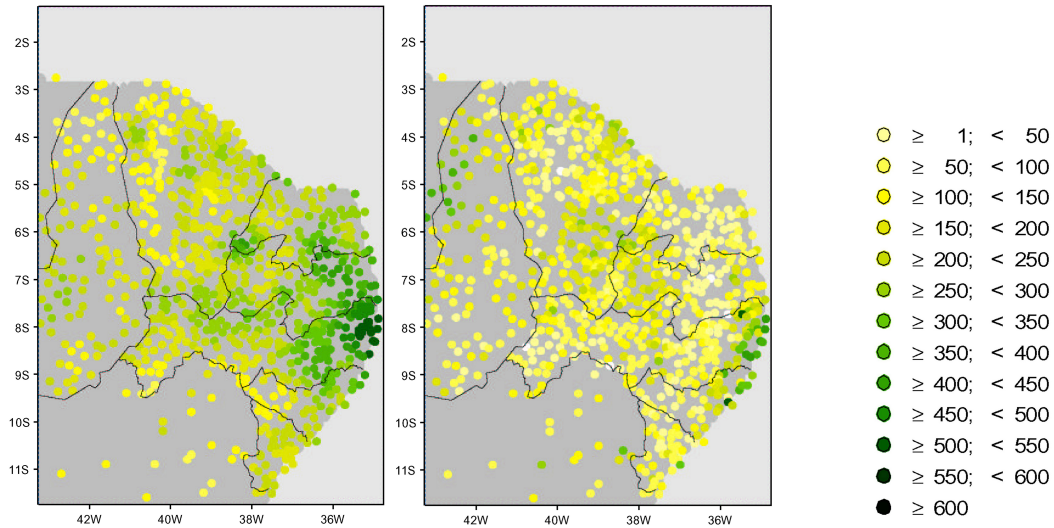 2S
3S
4S
5S
6S
7S
8S
9S
10S
11S
42W 40W 38W 36W
42W 40W 38W 36W
≥ 1; < 50
≥ 50; < 100
≥ 100; < 150
≥ 150; < 200
≥ 200; < 250
≥ 250; < 300
≥ 300; < 350
≥ 350; < 400
≥ 400; < 450
≥ 450; < 500
≥ 500; < 550
≥ 550; < 600
≥ 600
2S
3S
4S
5S
6S
7S
8S
9S
10S
11S